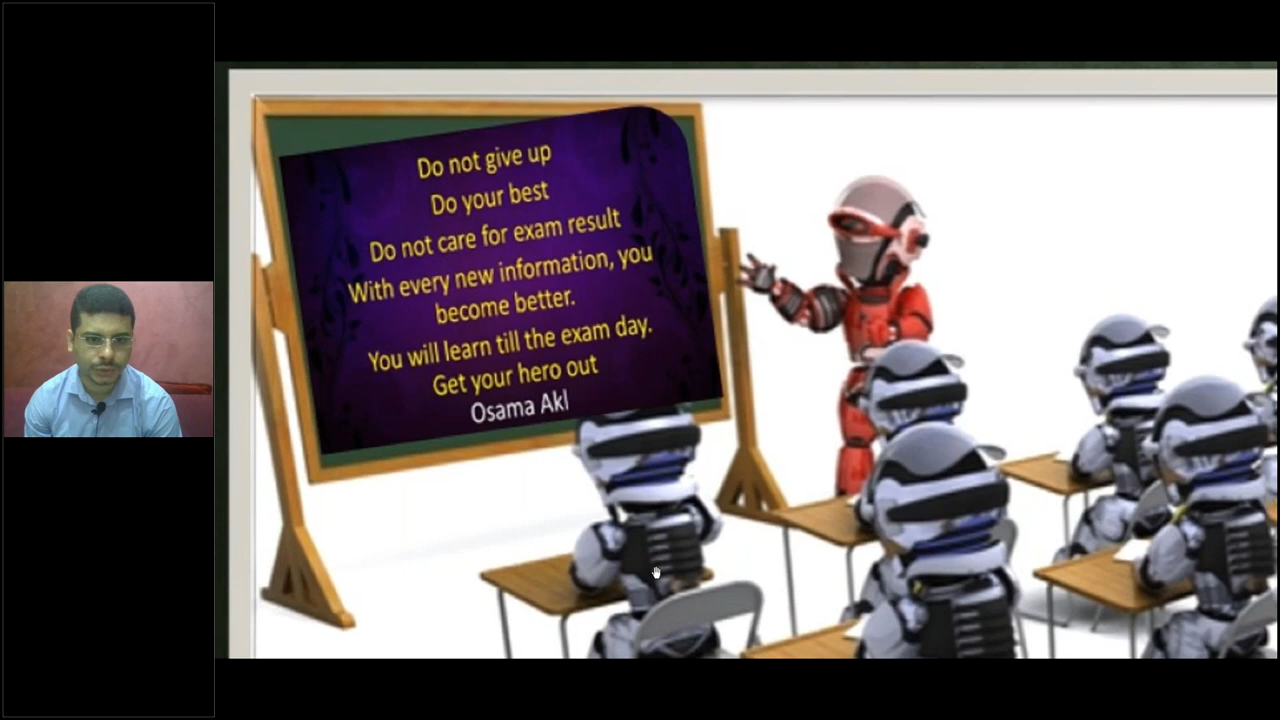 Do not give up
Do your best
Do not care for exam result
With every new information, you
become better.
You will learn till the exam day.
Get your hero out
Osama Akl